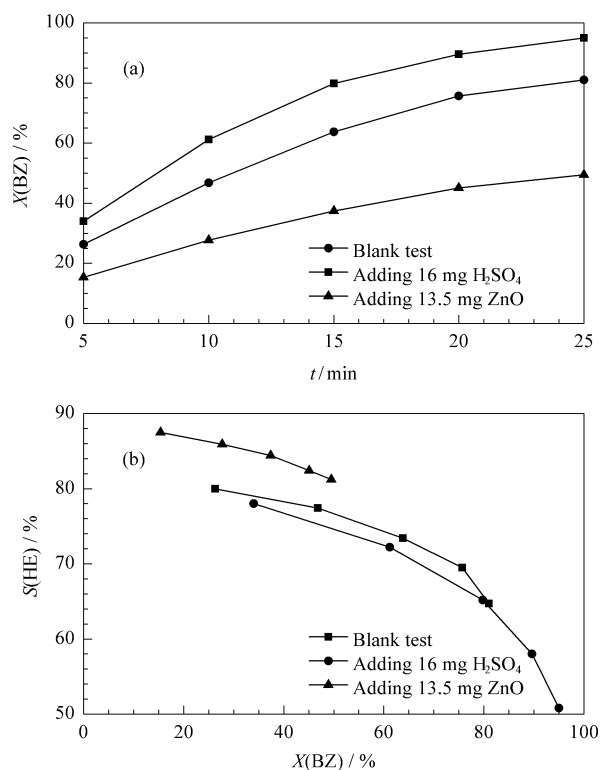 100
80
60
40
20
0
X(BZ) / %
(a)
Blank test
Adding 16 mg H₂SO₄
Adding 13.5 mg ZnO
5 10 15 20 25
t / min
90
80
70
60
50
S(HE) / %
(b)
Blank test
Adding 16 mg H₂SO₄
Adding 13.5 mg ZnO
0 20 40 60 80 100
X(BZ) / %